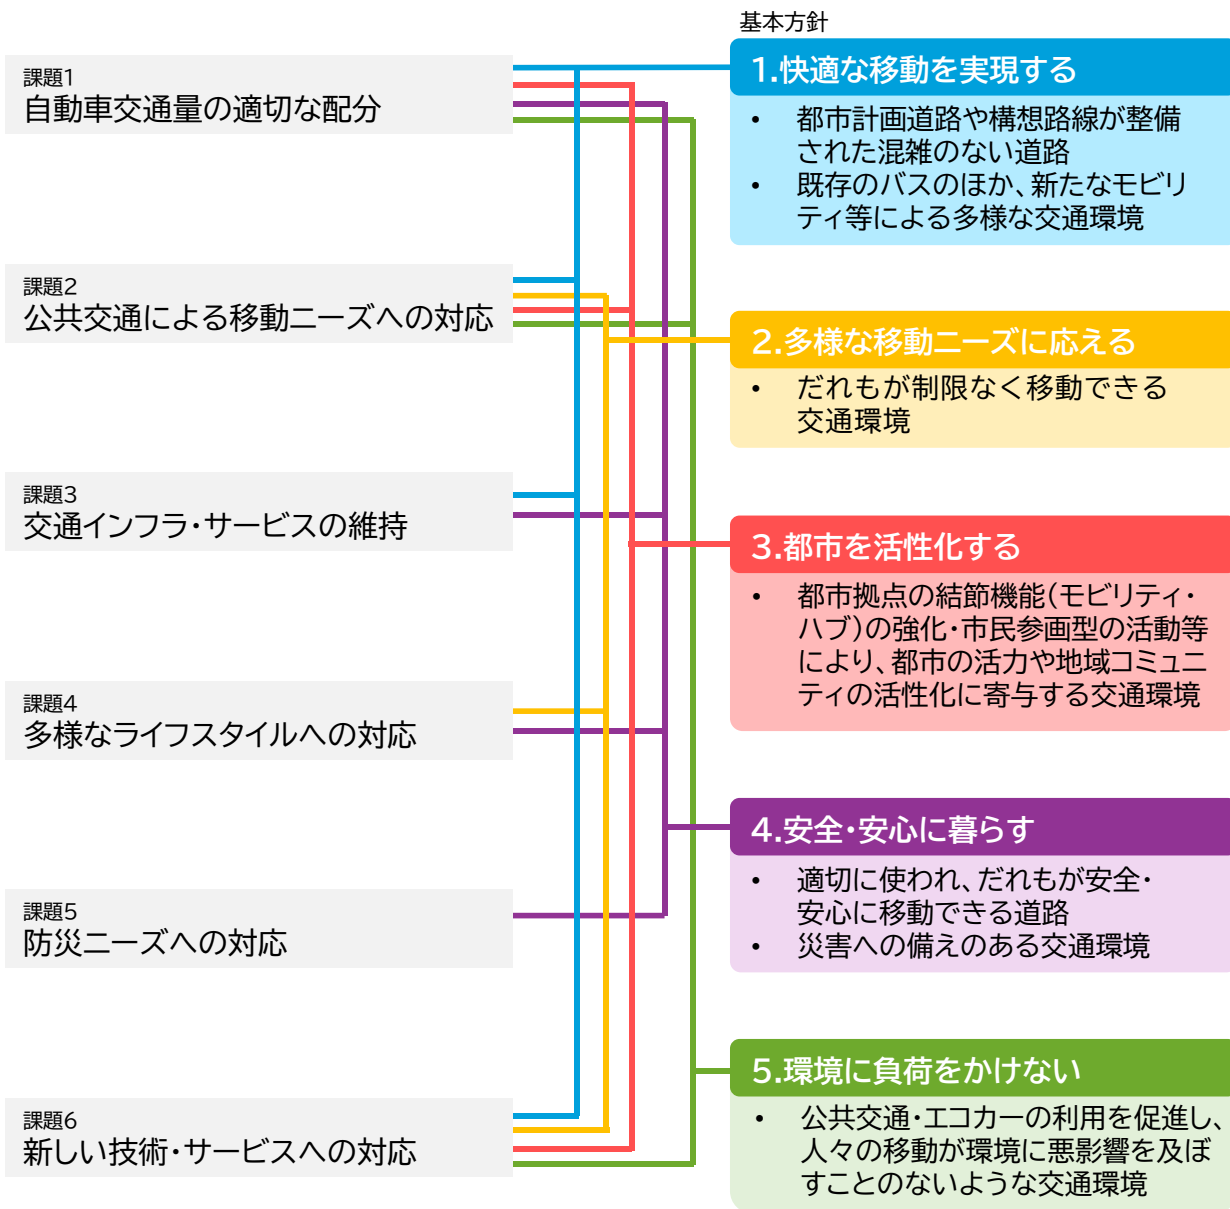 課題1
自動車交通量の適切な配分
課題2
公共交通による移動ニーズへの対応
課題3
交通インフラ・サービスの維持
課題4
多様なライフスタイルへの対応
課題5
防災ニーズへの対応
課題6
新しい技術・サービスへの対応
基本方針
1.快適な移動を実現する
• 都市計画道路や構想路線が整備
された混雑のない道路
• 既存のバスのほか、新たなモビリ
ティ等による多様な交通環境
2.多様な移動ニーズに応える
• だれもが制限なく移動できる
交通環境
3.都市を活性化する
• 都市拠点の結節機能(モビリティ・
ハブ)の強化・市民参画型の活動等
により、都市の活力や地域コミュニ
ティの活性化に寄与する交通環境
4.安全・安心に暮らす
• 適切に使われ、だれもが安全・
安心に移動できる道路
• 災害への備えのある交通環境
5.環境に負荷をかけない
• 公共交通・エコカーの利用を促進し、
人々の移動が環境に悪影響を及ぼ
すことのないような交通環境